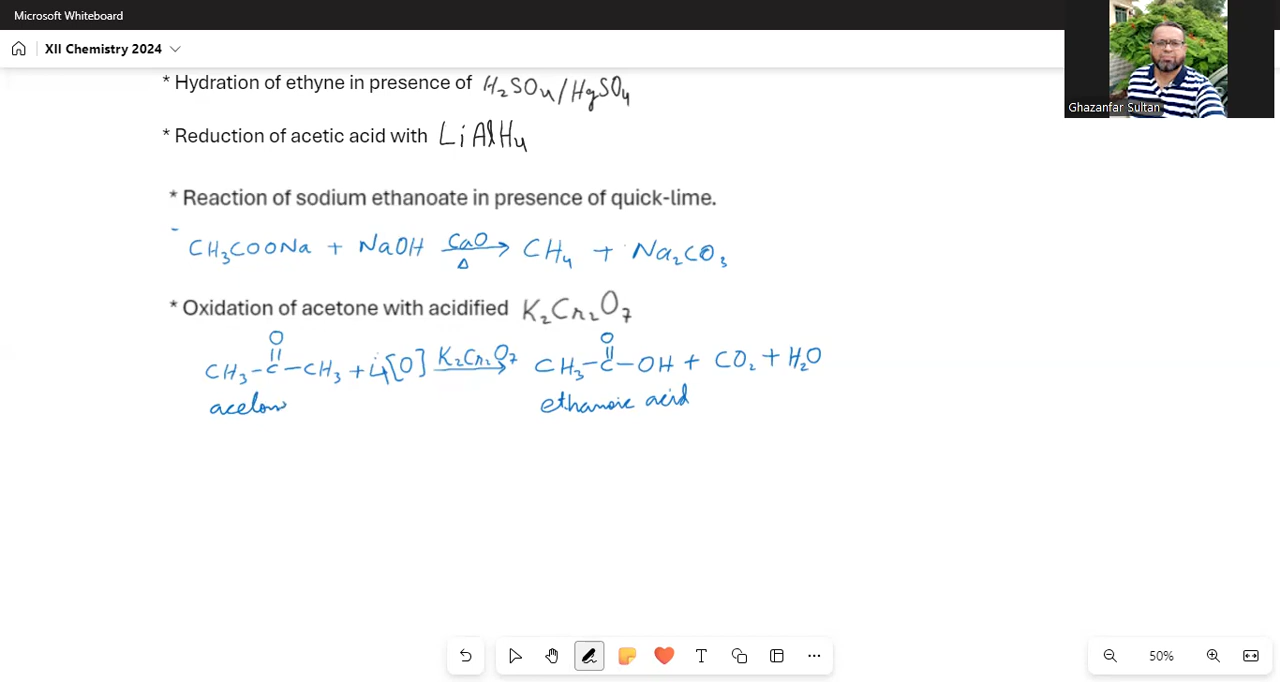 Microsoft Whiteboard
XII Chemistry 2024
Ghazanfar Sultan
* Hydration of ethyne in presence of H₂SO₄/HgSO₄
* Reduction of acetic acid with LiAlH₄
* Reaction of sodium ethanoate in presence of quick-lime.
CH₃COONa + NaOH CaO/Δ → CH₄ + Na₂CO₃
* Oxidation of acetone with acidified K₂Cr₂O₇
O O
CH₃-C-CH₃ + 4[O] K₂Cr₂O₇ → CH₃-C-OH + CO₂ + H₂O
acetone ethanoic acid
50%